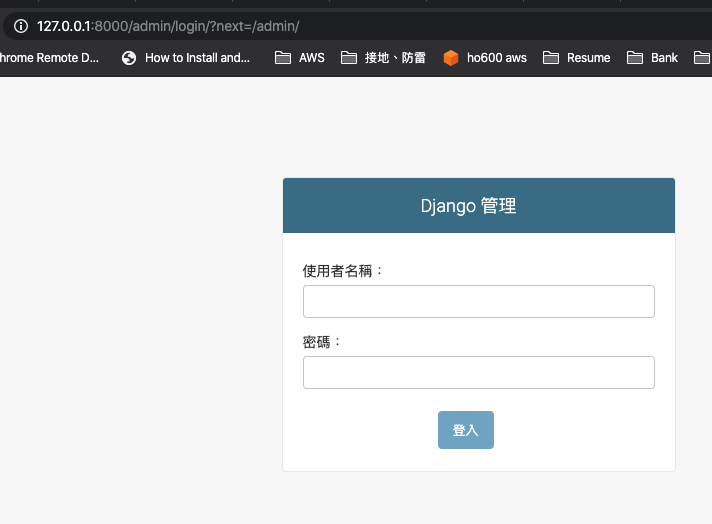 127.0.0.1:8000/admin/login/?next=/admin/
hrome Remote D... How to Install and... AWS 接地、防雷 ho600 aws Resume Bank
Django 管理
使用者名稱：
密碼：
登入